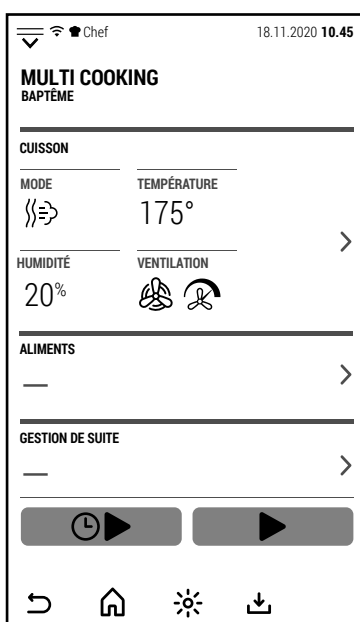 Chef 18.11.2020 10.45
MULTI COOKING
BAPTÊME
CUISSON
MODE TEMPÉRATURE
175°
HUMIDITÉ VENTILATION
20%
ALIMENTS
—
GESTION DE SUITE
—